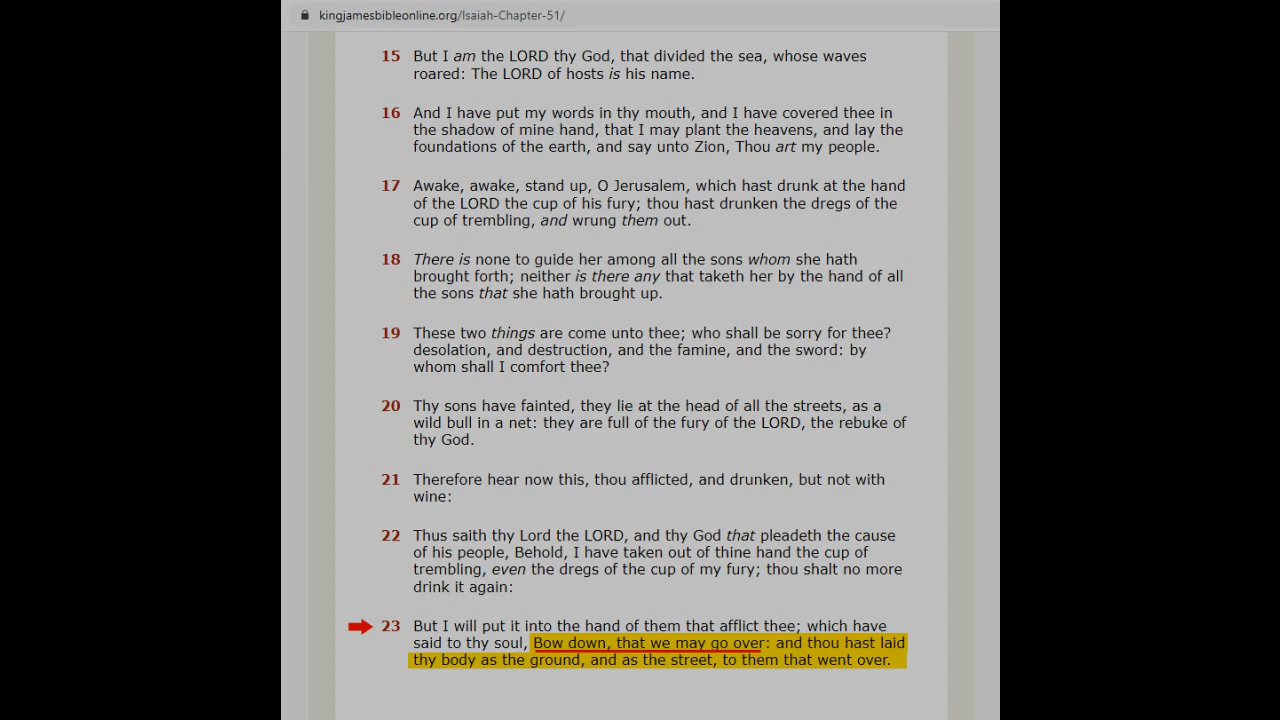 kingjamesbibleonline.org/Isaiah-Chapter-51/
15 But I am the LORD thy God, that divided the sea, whose waves
roared: The LORD of hosts is his name.
16 And I have put my words in thy mouth, and I have covered thee in
the shadow of mine hand, that I may plant the heavens, and lay the
foundations of the earth, and say unto Zion, Thou art my people.
17 Awake, awake, stand up, O Jerusalem, which hast drunk at the hand
of the LORD the cup of his fury; thou hast drunken the dregs of the
cup of trembling, and wrung them out.
18 There is none to guide her among all the sons whom she hath
brought forth; neither is there any that taketh her by the hand of all
the sons that she hath brought up.
19 These two things are come unto thee; who shall be sorry for thee?
desolation, and destruction, and the famine, and the sword: by
whom shall I comfort thee?
20 Thy sons have fainted, they lie at the head of all the streets, as a
wild bull in a net: they are full of the fury of the LORD, the rebuke of
thy God.
21 Therefore hear now this, thou afflicted, and drunken, but not with
wine:
22 Thus saith thy Lord the LORD, and thy God that pleadeth the cause
of his people, Behold, I have taken out of thine hand the cup of
trembling, even the dregs of the cup of my fury; thou shalt no more
drink it again:
23 But I will put it into the hand of them that afflict thee; which have
said to thy soul, Bow down, that we may go over: and thou hast laid
thy body as the ground, and as the street, to them that went over.